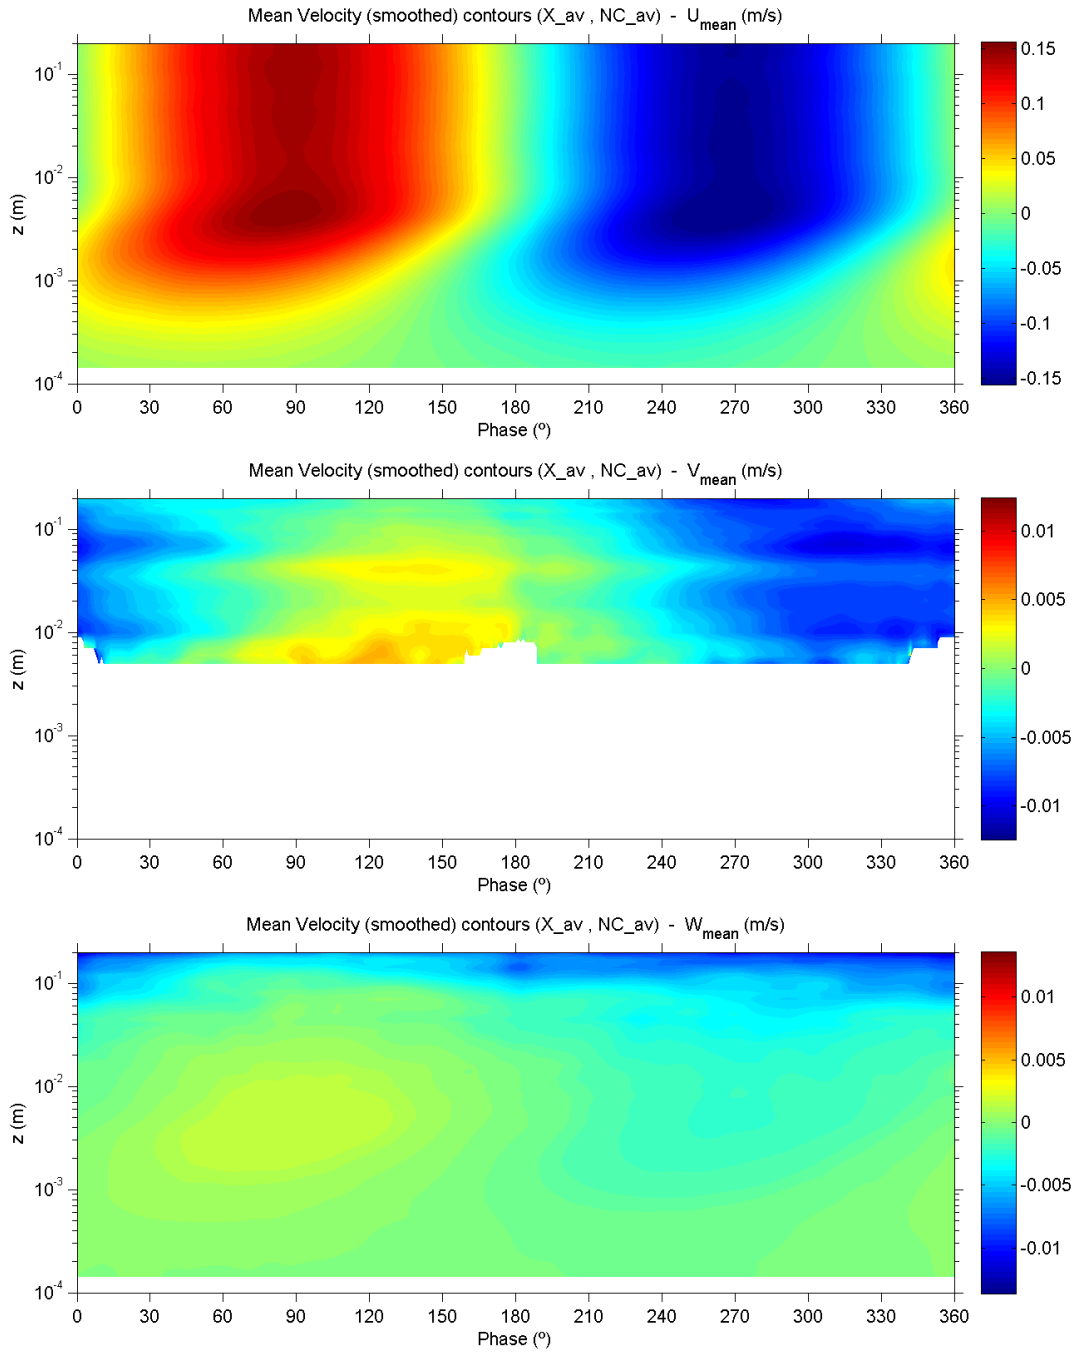 Mean Velocity (smoothed) contours (X_av , NC_av)  -  U_mean (m/s)
10^-1
10^-2
10^-3
10^-4
z (m)
0 30 60 90 120 150 180 210 240 270 300 330 360
Phase (º)
0.15
0.1
0.05
0
-0.05
-0.1
-0.15
Mean Velocity (smoothed) contours (X_av , NC_av)  -  V_mean (m/s)
10^-1
10^-2
10^-3
10^-4
z (m)
0 30 60 90 120 150 180 210 240 270 300 330 360
Phase (º)
0.01
0.005
0
-0.005
-0.01
Mean Velocity (smoothed) contours (X_av , NC_av)  -  W_mean (m/s)
10^-1
10^-2
10^-3
10^-4
z (m)
0 30 60 90 120 150 180 210 240 270 300 330 360
Phase (º)
0.01
0.005
0
-0.005
-0.01